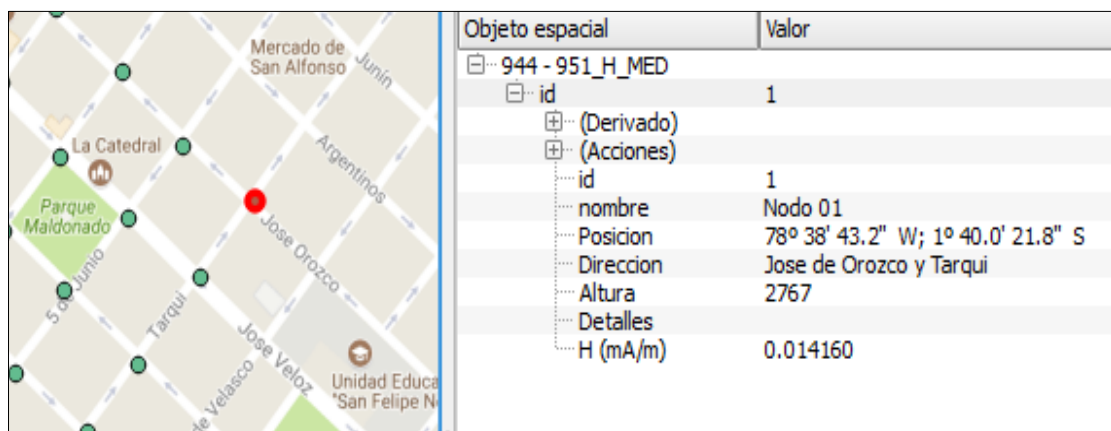 Mercado de
San Alfonso
Junín
La Catedral
Argentinos
Parque
Maldonado
Jose Orozco
5 de Junio
Tarqui
Jose Veloz
de Velasco
Unidad Educa
"San Felipe N
Objeto espacial Valor
944 - 951_H_MED
id 1
(Derivado)
(Acciones)
id 1
nombre Nodo 01
Posicion 78º 38' 43.2" W; 1º 40.0' 21.8" S
Direccion Jose de Orozco y Tarqui
Altura 2767
Detalles
H (mA/m) 0.014160